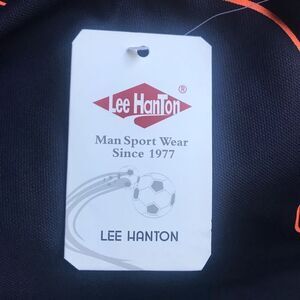 Lee HanTon ®
Man Sport Wear
Since 1977
LEE HANTON